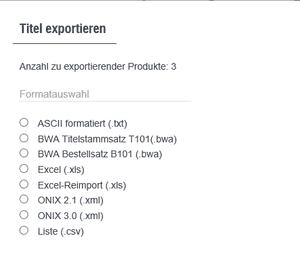 Titel exportieren
Anzahl zu exportierender Produkte: 3
Formatauswahl
ASCII formatiert (.txt)
BWA Titelstammsatz T101(.bwa)
BWA Bestellsatz B101 (.bwa)
Excel (.xls)
Excel-Reimport (.xls)
ONIX 2.1 (.xml)
ONIX 3.0 (.xml)
Liste (.csv)